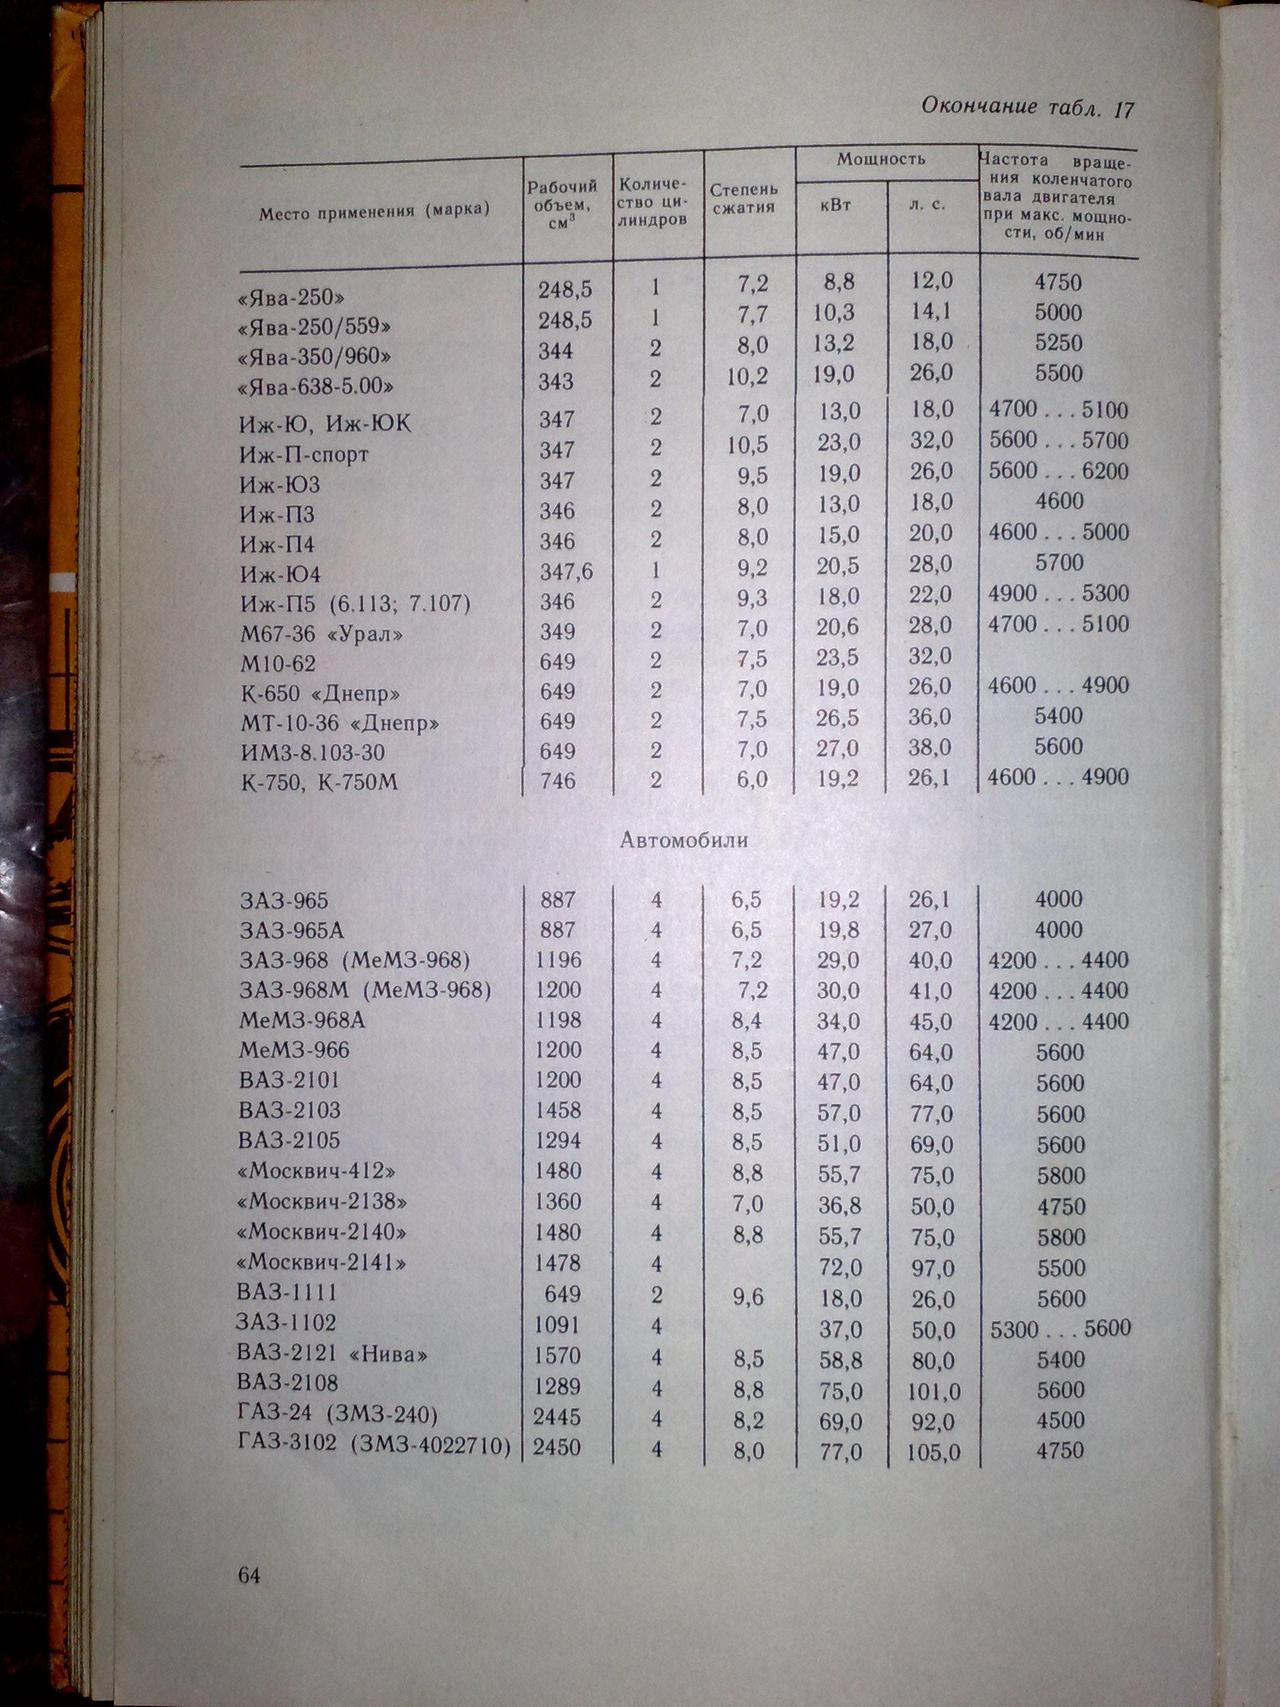 Окончание табл. 17
Место применения (марка) Рабочий объем, см³ Количе-ство ци-линдров Степень сжатия Мощность кВт л. с. Частота враще-ния коленчатого вала двигателя при макс. мощно-сти, об/мин
«Ява-250» 248,5 1 7,2 8,8 12,0 4750
«Ява-250/559» 248,5 1 7,7 10,3 14,1 5000
«Ява-350/960» 344 2 8,0 13,2 18,0 5250
«Ява-638-5.00» 343 2 10,2 19,0 26,0 5500
Иж-Ю, Иж-ЮК 347 2 7,0 13,0 18,0 4700 . . . 5100
Иж-П-спорт 347 2 10,5 23,0 32,0 5600 . . . 5700
Иж-Ю3 347 2 9,5 19,0 26,0 5600 . . . 6200
Иж-П3 346 2 8,0 13,0 18,0 4600
Иж-П4 346 2 8,0 15,0 20,0 4600 . . . 5000
Иж-Ю4 347,6 1 9,2 20,5 28,0 5700
Иж-П5 (6.113; 7.107) 346 2 9,3 18,0 22,0 4900 . . . 5300
М67-36 «Урал» 349 2 7,0 20,6 28,0 4700 . . . 5100
М10-62 649 2 7,5 23,5 32,0
К-650 «Днепр» 649 2 7,0 19,0 26,0 4600 . . . 4900
МТ-10-36 «Днепр» 649 2 7,5 26,5 36,0 5400
ИМЗ-8.103-30 649 2 7,0 27,0 38,0 5600
К-750, К-750М 746 2 6,0 19,2 26,1 4600 . . . 4900
Автомобили
ЗАЗ-965 887 4 6,5 19,2 26,1 4000
ЗАЗ-965А 887 4 6,5 19,8 27,0 4000
ЗАЗ-968 (МеМЗ-968) 1196 4 7,2 29,0 40,0 4200 . . . 4400
ЗАЗ-968М (МеМЗ-968) 1200 4 7,2 30,0 41,0 4200 . . . 4400
МеМЗ-968А 1198 4 8,4 34,0 45,0 4200 . . . 4400
МеМЗ-966 1200 4 8,5 47,0 64,0 5600
ВАЗ-2101 1200 4 8,5 47,0 64,0 5600
ВАЗ-2103 1458 4 8,5 57,0 77,0 5600
ВАЗ-2105 1294 4 8,5 51,0 69,0 5600
«Москвич-412» 1480 4 8,8 55,7 75,0 5800
«Москвич-2138» 1360 4 7,0 36,8 50,0 4750
«Москвич-2140» 1480 4 8,8 55,7 75,0 5800
«Москвич-2141» 1478 4 72,0 97,0 5500
ВАЗ-1111 649 2 9,6 18,0 26,0 5600
ЗАЗ-1102 1091 4 37,0 50,0 5300 . . . 5600
ВАЗ-2121 «Нива» 1570 4 8,5 58,8 80,0 5400
ВАЗ-2108 1289 4 8,8 75,0 101,0 5600
ГАЗ-24 (ЗМЗ-240) 2445 4 8,2 69,0 92,0 4500
ГАЗ-3102 (ЗМЗ-4022710) 2450 4 8,0 77,0 105,0 4750
64